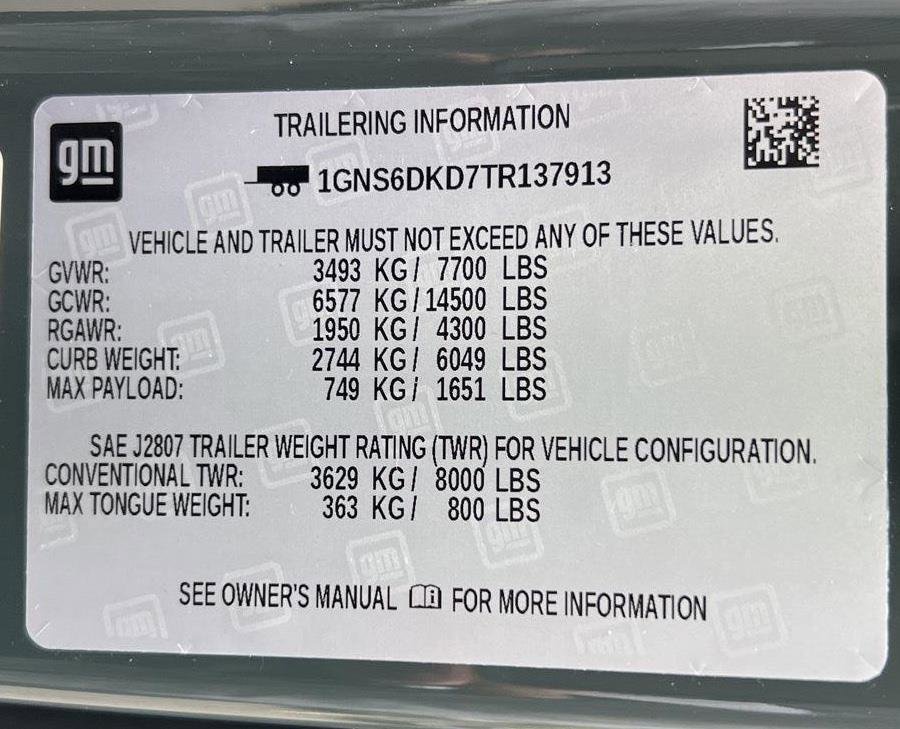 gm
TRAILERING INFORMATION
1GNS6DKD7TR137913
VEHICLE AND TRAILER MUST NOT EXCEED ANY OF THESE VALUES.
GVWR: 3493 KG/ 7700 LBS
GCWR: 6577 KG/14500 LBS
RGAWR: 1950 KG/ 4300 LBS
CURB WEIGHT: 2744 KG/ 6049 LBS
MAX PAYLOAD: 749 KG/ 1651 LBS
SAE J2807 TRAILER WEIGHT RATING (TWR) FOR VEHICLE CONFIGURATION.
CONVENTIONAL TWR: 3629 KG/ 8000 LBS
MAX TONGUE WEIGHT: 363 KG/ 800 LBS
SEE OWNER'S MANUAL FOR MORE INFORMATION